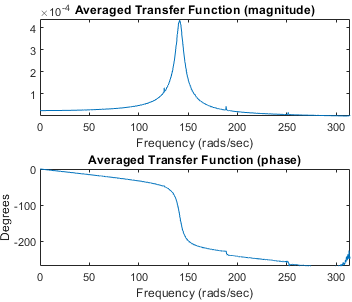 ×10⁻⁴ Averaged Transfer Function (magnitude)
4
3
2
1
0 50 100 150 200 250 300
Frequency (rads/sec)
Averaged Transfer Function (phase)
0
-100
-200
Degrees
0 50 100 150 200 250 300
Frequency (rads/sec)